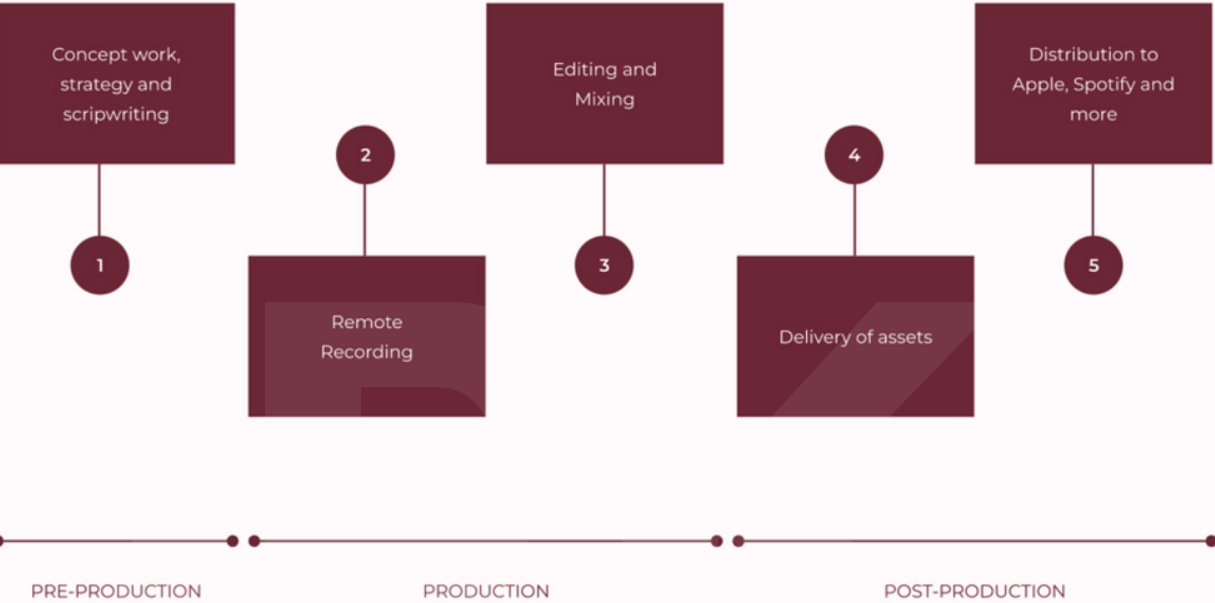 Concept work,
strategy and
scripwriting
1
2
Remote
Recording
Editing and
Mixing
3
4
Delivery of assets
Distribution to
Apple, Spotify and
more
5
PRE-PRODUCTION
PRODUCTION
POST-PRODUCTION